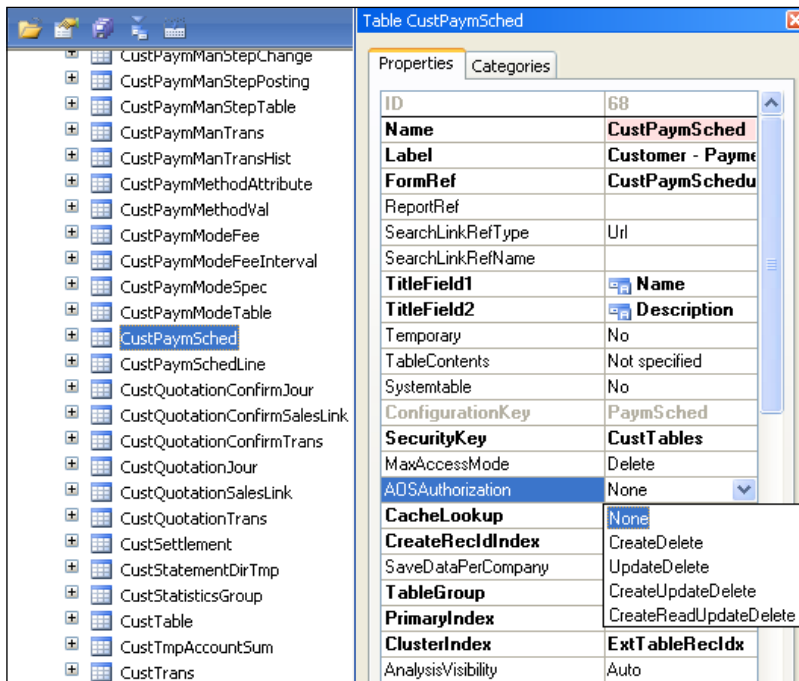 CustPaymManStepChange
CustPaymManStepPosting
CustPaymManStepTable
CustPaymManTrans
CustPaymManTransHist
CustPaymMethodAttribute
CustPaymMethodVal
CustPaymModeFee
CustPaymModeFeeInterval
CustPaymModeSpec
CustPaymModeTable
CustPaymSched
CustPaymSchedLine
CustQuotationConfirmJour
CustQuotationConfirmSalesLink
CustQuotationConfirmTrans
CustQuotationJour
CustQuotationSalesLink
CustQuotationTrans
CustSettlement
CustStatementDirTmp
CustStatisticsGroup
CustTable
CustTmpAccountSum
CustTrans
Table CustPaymSched
Properties Categories
ID 68
Name CustPaymSched
Label Customer - Payme
FormRef CustPaymSchedu
ReportRef
SearchLinkRefType Url
SearchLinkRefName
TitleField1 Name
TitleField2 Description
Temporary No
TableContents Not specified
Systemtable No
ConfigurationKey PaymSched
SecurityKey CustTables
MaxAccessMode Delete
AOSAuthorization None
CacheLookup None
CreateRecIdIndex CreateDelete
SaveDataPerCompany UpdateDelete
TableGroup CreateUpdateDelete
PrimaryIndex CreateReadUpdateDelete
ClusterIndex ExtTableRecIdx
AnalysisVisibility Auto